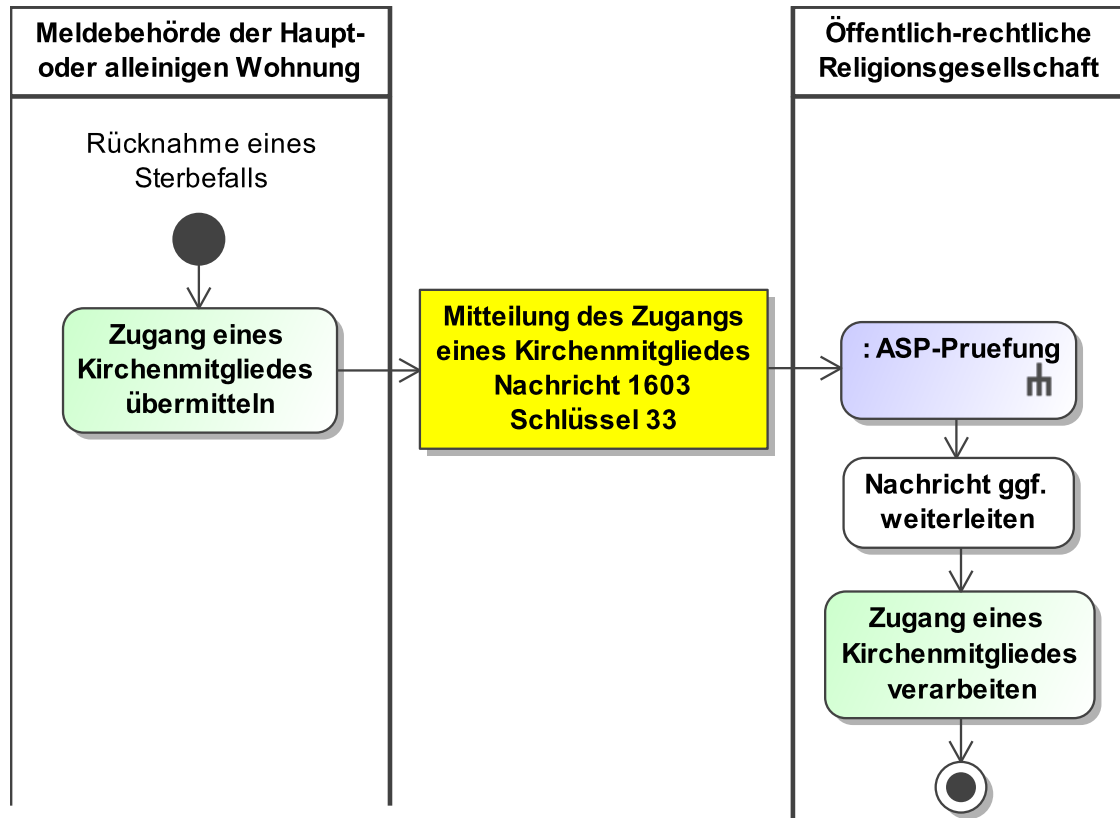 Meldebehörde der Haupt-
oder alleinigen Wohnung
Öffentlich-rechtliche
Religionsgesellschaft
Rücknahme eines
Sterbefalls
Zugang eines
Kirchenmitgliedes
übermitteln
Mitteilung des Zugangs
eines Kirchenmitgliedes
Nachricht 1603
Schlüssel 33
: ASP-Pruefung
Nachricht ggf.
weiterleiten
Zugang eines
Kirchenmitgliedes
verarbeiten